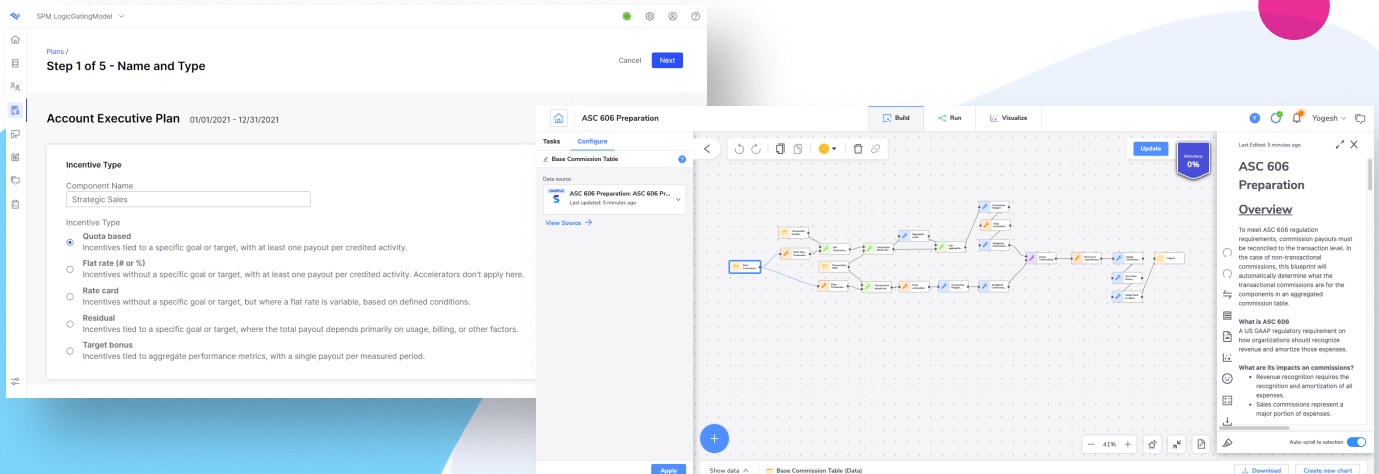 SPM LogicGatingModel
Plans /
Step 1 of 5 - Name and Type
Cancel
Next
Account Executive Plan 01/01/2021 - 12/31/2021
Incentive Type
Component Name
Strategic Sales
Incentive Type
Quota based
Incentives tied to a specific goal or target, with at least one payout per credited activity.
Flat rate (# or %)
Incentives without a specific goal or target, with at least one payout per credited activity. Accelerators don't apply here.
Rate card
Incentives without a specific goal or target, but where a flat rate is variable, based on defined conditions.
Residual
Incentives tied to a specific goal or target, where the total payout depends primarily on usage, billing, or other factors.
Target bonus
Incentives tied to aggregate performance metrics, with a single payout per measured period.
ASC 606 Preparation
Build
Run
Visualize
Y
Yogesh
Tasks
Configure
Base Commission Table
Data source
SAMPLE
ASC 606 Preparation: ASC 606 Pr...
Last updated: 5 minutes ago
View Source
Apply
Update
Accuracy:
0%
41%
Show data
Base Commission Table (Data)
Download
Create new chart
Last Edited: 5 minutes ago
ASC 606
Preparation
Overview
To meet ASC 606 regulation
requirements, commission payouts must
be reconciled to the transaction level. In
the case of non-transactional
commissions, this blueprint will
automatically determine what the
transactional commissions are for the
components in an aggregated
commission table.
What is ASC 606
A US GAAP regulatory requirement on
how organizations should recognize
revenue and amortize those expenses.
What are its impacts on commissions?
• Revenue recognition requires the
recognition and amortization of all
expenses.
• Sales commissions represent a
major portion of expenses.
Auto-scroll to selection